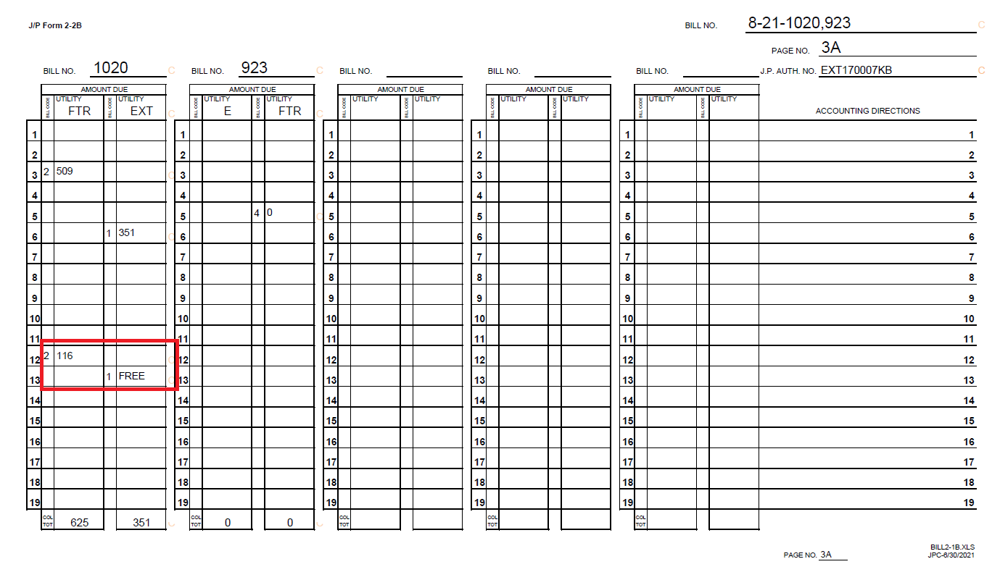 J/P Form 2-2B
BILL NO. 8-21-1020,923 C
PAGE NO. 3A
BILL NO. 1020 C BILL NO. 923 C BILL NO. BILL NO. BILL NO. J.P. AUTH. NO. EXT170007KB C
AMOUNT DUE AMOUNT DUE AMOUNT DUE AMOUNT DUE AMOUNT DUE
BILL CODE UTILITY BILL CODE UTILITY BILL CODE UTILITY BILL CODE UTILITY BILL CODE UTILITY BILL CODE UTILITY BILL CODE UTILITY BILL CODE UTILITY BILL CODE UTILITY BILL CODE UTILITY
FTR EXT C E FTR C ACCOUNTING DIRECTIONS
1 1 1 1 1 1
2 2 2 2 2 2
3 2 509 C 3 3 3 3 3
4 4 4 4 4 4
5 5 4 0 C 5 5 5 5
6 1 351 C 6 6 6 6 6
7 7 7 7 7 7
8 8 8 8 8 8
9 9 9 9 9 9
10 10 10 10 10 10
11 11 11 11 11 11
12 2 116 C 12 12 12 12 12
13 1 FREE C 13 13 13 13 13
14 14 14 14 14 14
15 15 15 15 15 15
16 16 16 16 16 16
17 17 17 17 17 17
18 18 18 18 18 18
19 19 19 19 19 19
COL TOT 625 351 C COL TOT 0 0 C COL TOT COL TOT COL TOT
BILL2-1B.XLS
PAGE NO. 3A JPC-6/30/2021